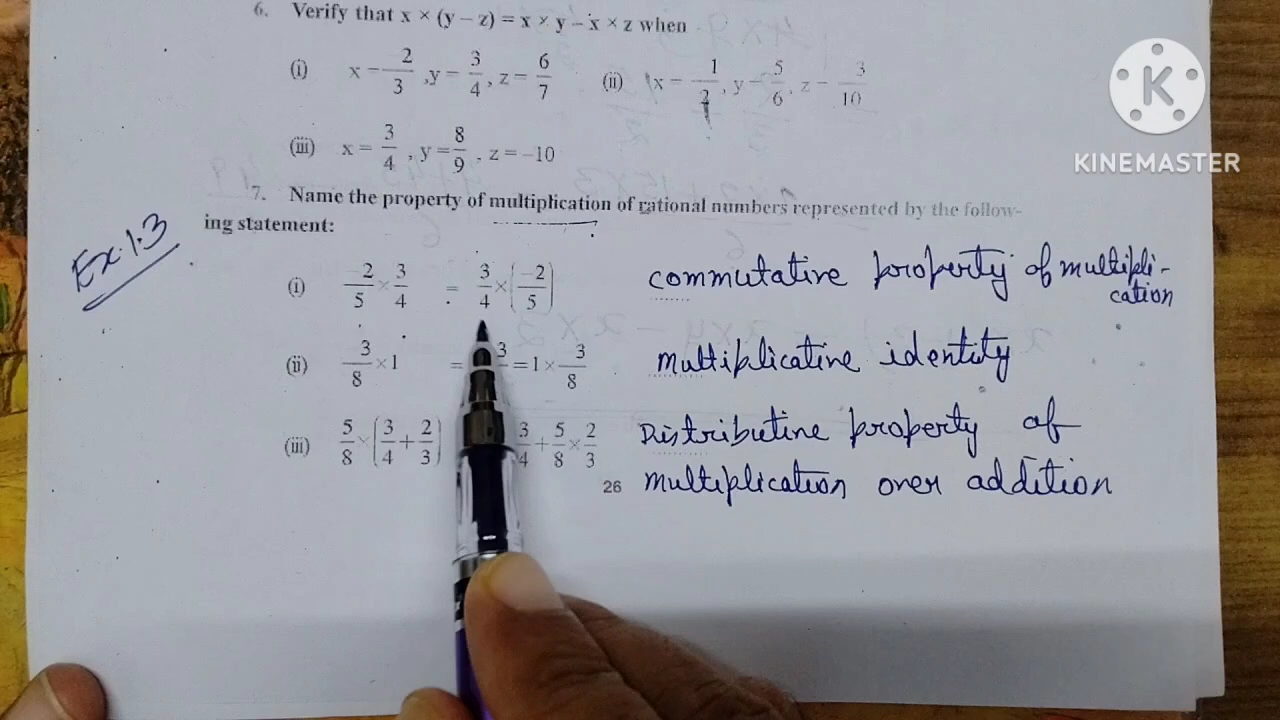 6. Verify that x × (y – z) = x × y – x × z when
(i) x – 2/3 , y = 3/4 , z = 6/7 (ii) x – 1/2 , y – 5/6 , z – 3/10
K
KINEMASTER
(iii) x = 3/4 , y = 8/9 , z = –10
7. Name the property of multiplication of rational numbers represented by the follow-
ing statement:
Ex.1.3
(i) –2/5 × 3/4 = 3/4 × (–2/5) commutative property of multipli-
cation
(ii) 3/8 × 1 = 3 = 1 × 3/8 multiplicative identity
(iii) 5/8 × (3/4 + 2/3) 3/4 + 5/8 × 2/3 Distributive property of
26 multiplication over addition